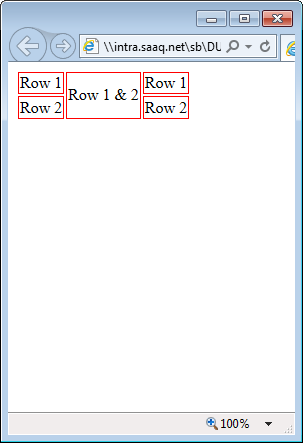 \\intra.saaq.net\sb\DU
Row 1
Row 1 & 2
Row 1
Row 2
Row 2
100%